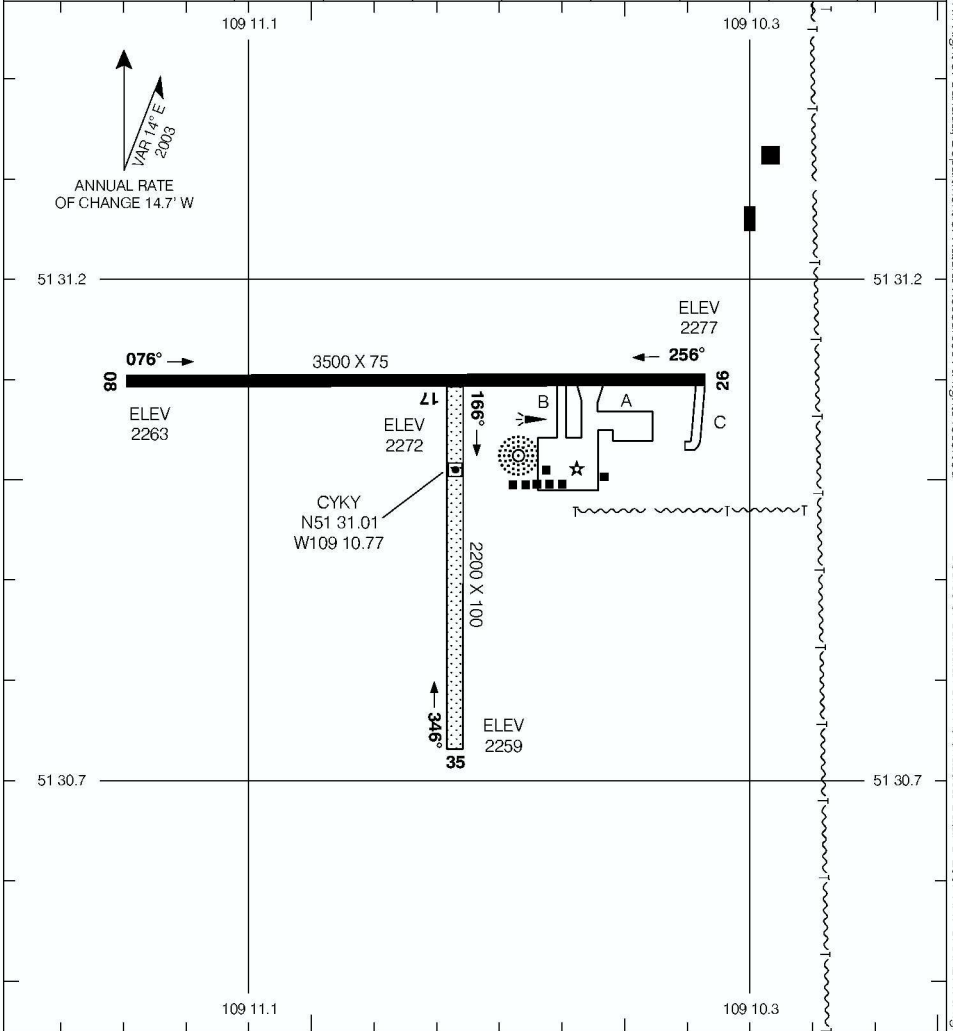 109 11.1
109 10.3
VAR 14° E
2003
ANNUAL RATE
OF CHANGE 14.7' W
51 31.2
51 31.2
ELEV
2277
076°
3500 X 75
256°
08
26
ELEV
2263
17
166°
B
A
C
ELEV
2272
CYKY
N51 31.01
W109 10.77
T
T
T
T
T
T
T
T
T
T
T
T
2200 X 100
346°
ELEV
2259
35
51 30.7
51 30.7
109 11.1
109 10.3